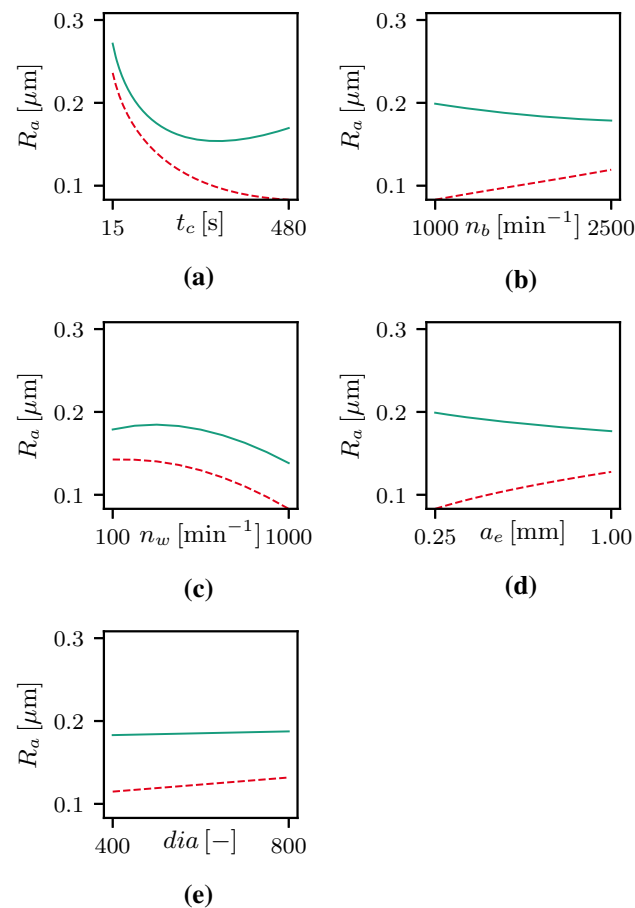 0.3
0.2
0.1
R_a [μm]
15 t_c [s] 480
(a)
0.3
0.2
0.1
R_a [μm]
1000 n_b [min⁻¹] 2500
(b)
0.3
0.2
0.1
R_a [μm]
100 n_w [min⁻¹] 1000
(c)
0.3
0.2
0.1
R_a [μm]
0.25 a_e [mm] 1.00
(d)
0.3
0.2
0.1
R_a [μm]
400 dia [−] 800
(e)